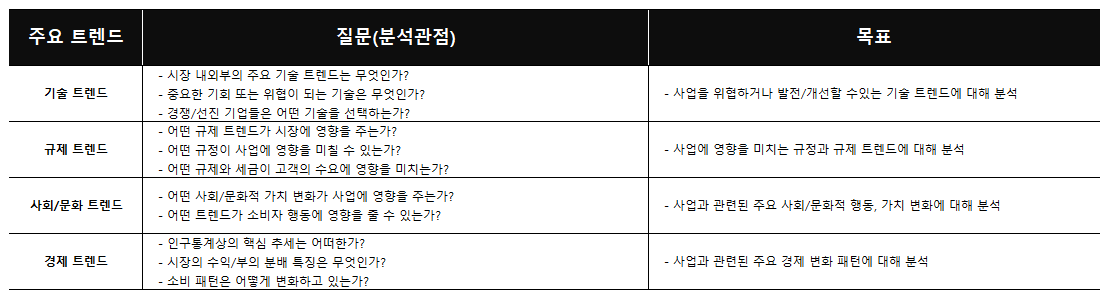 주요 트렌드
질문(분석관점)
목표
기술 트렌드
- 시장 내외부의 주요 기술 트렌드는 무엇인가?
- 중요한 기회 또는 위협이 되는 기술은 무엇인가?
- 경쟁/선진 기업들은 어떤 기술을 선택하는가?
- 사업을 위협하거나 발전/개선할 수있는 기술 트렌드에 대해 분석
규제 트렌드
- 어떤 규제 트렌드가 시장에 영향을 주는가?
- 어떤 규정이 사업에 영향을 미칠 수 있는가?
- 어떤 규제와 세금이 고객의 수요에 영향을 미치는가?
- 사업에 영향을 미치는 규정과 규제 트렌드에 대해 분석
사회/문화 트렌드
- 어떤 사회/문화적 가치 변화가 사업에 영향을 주는가?
- 어떤 트렌드가 소비자 행동에 영향을 줄 수 있는가?
- 사업과 관련된 주요 사회/문화적 행동, 가치 변화에 대해 분석
경제 트렌드
- 인구통계상의 핵심 추세는 어떠한가?
- 시장의 수익/부의 분배 특징은 무엇인가?
- 소비 패턴은 어떻게 변화하고 있는가?
- 사업과 관련된 주요 경제 변화 패턴에 대해 분석